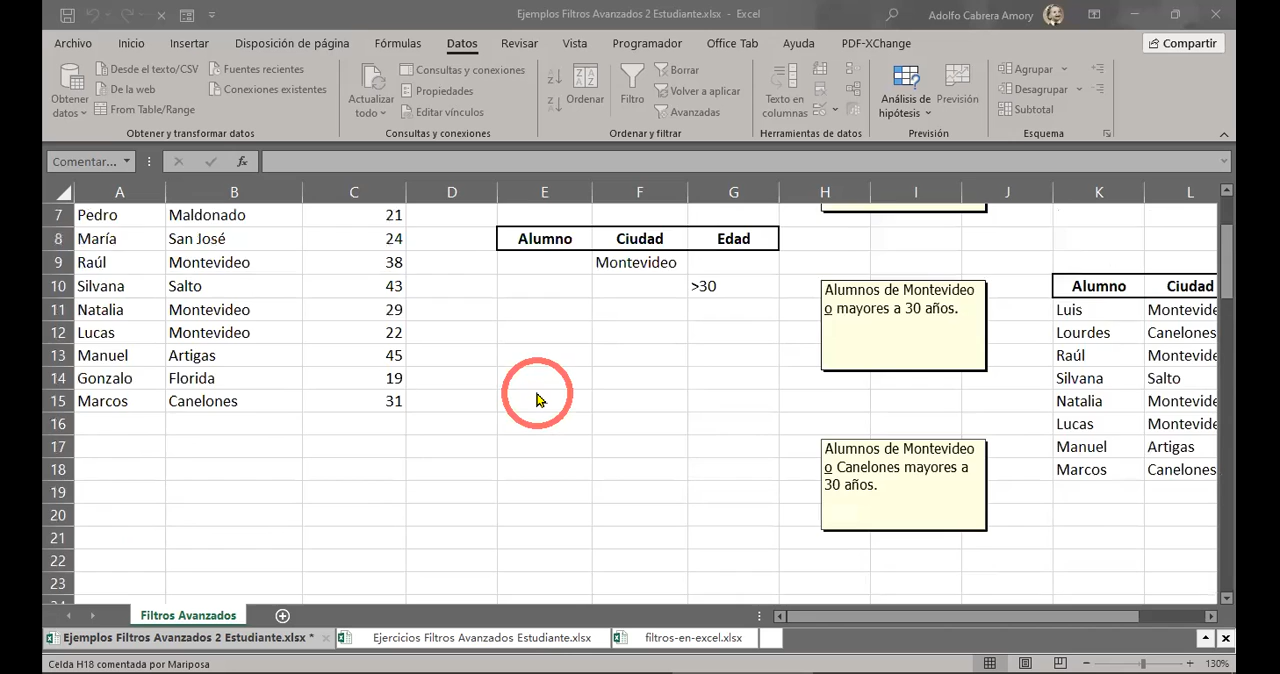 Ejemplos Filtros Avanzados 2 Estudiante.xlsx - Excel
Adolfo Cabrera Amory
Archivo Inicio Insertar Disposición de página Fórmulas Datos Revisar Vista Programador Office Tab Ayuda PDF-XChange Compartir
Desde el texto/CSV Fuentes recientes Consultas y conexiones Borrar Agrupar
Obtener datos De la web Conexiones existentes Actualizar todo Propiedades Ordenar Filtro Volver a aplicar Texto en columnas Análisis de hipótesis Previsión Desagrupar
From Table/Range Editar vínculos Avanzadas Subtotal
Obtener y transformar datos Consultas y conexiones Ordenar y filtrar Herramientas de datos Previsión Esquema
Comentar... fx
A B C D E F G H I J K L
7 Pedro Maldonado 21
8 María San José 24 Alumno Ciudad Edad
9 Raúl Montevideo 38 Montevideo
10 Silvana Salto 43 >30 Alumno Ciudad
11 Natalia Montevideo 29 Luis Montevide
12 Lucas Montevideo 22 Lourdes Canelones
13 Manuel Artigas 45 Raúl Montevide
14 Gonzalo Florida 19 Silvana Salto
15 Marcos Canelones 31 Natalia Montevide
16 Lucas Montevide
17 Manuel Artigas
18 Marcos Canelones
19
20
21
22
23
Alumnos de Montevideo
o mayores a 30 años.
Alumnos de Montevideo
o Canelones mayores a
30 años.
Filtros Avanzados
Ejemplos Filtros Avanzados 2 Estudiante.xlsx * Ejercicios Filtros Avanzados Estudiante.xlsx filtros-en-excel.xlsx
Celda H18 comentada por Mariposa 130%